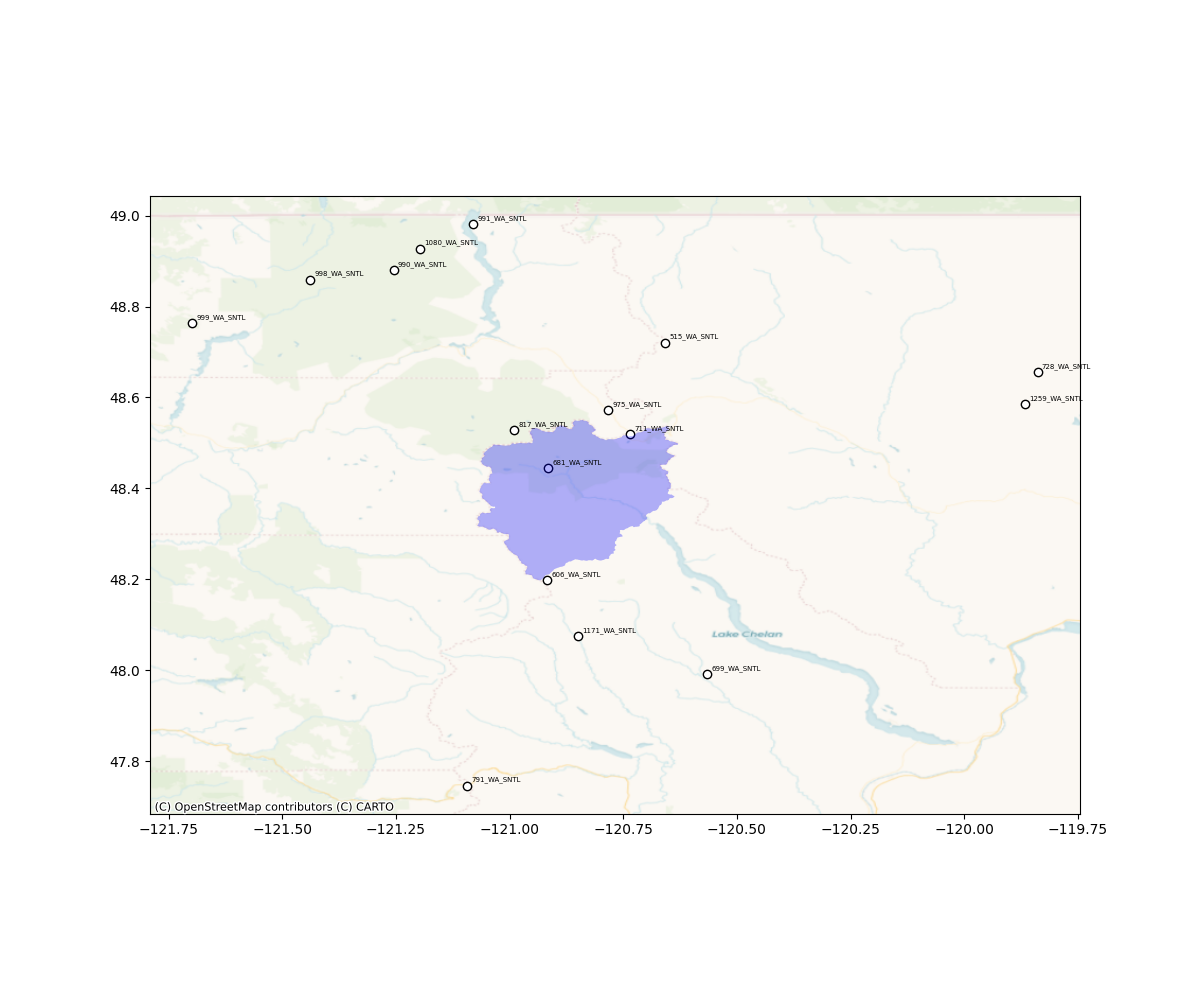 49.0
991_WA_SNTL
1080_WA_SNTL
990_WA_SNTL
998_WA_SNTL
48.8
999_WA_SNTL
515_WA_SNTL
728_WA_SNTL
48.6
1259_WA_SNTL
975_WA_SNTL
817_WA_SNTL
711_WA_SNTL
681_WA_SNTL
48.4
48.2
606_WA_SNTL
1171_WA_SNTL
Lake Chelan
48.0
699_WA_SNTL
47.8
791_WA_SNTL
(C) OpenStreetMap contributors (C) CARTO
−121.75 −121.50 −121.25 −121.00 −120.75 −120.50 −120.25 −120.00 −119.75